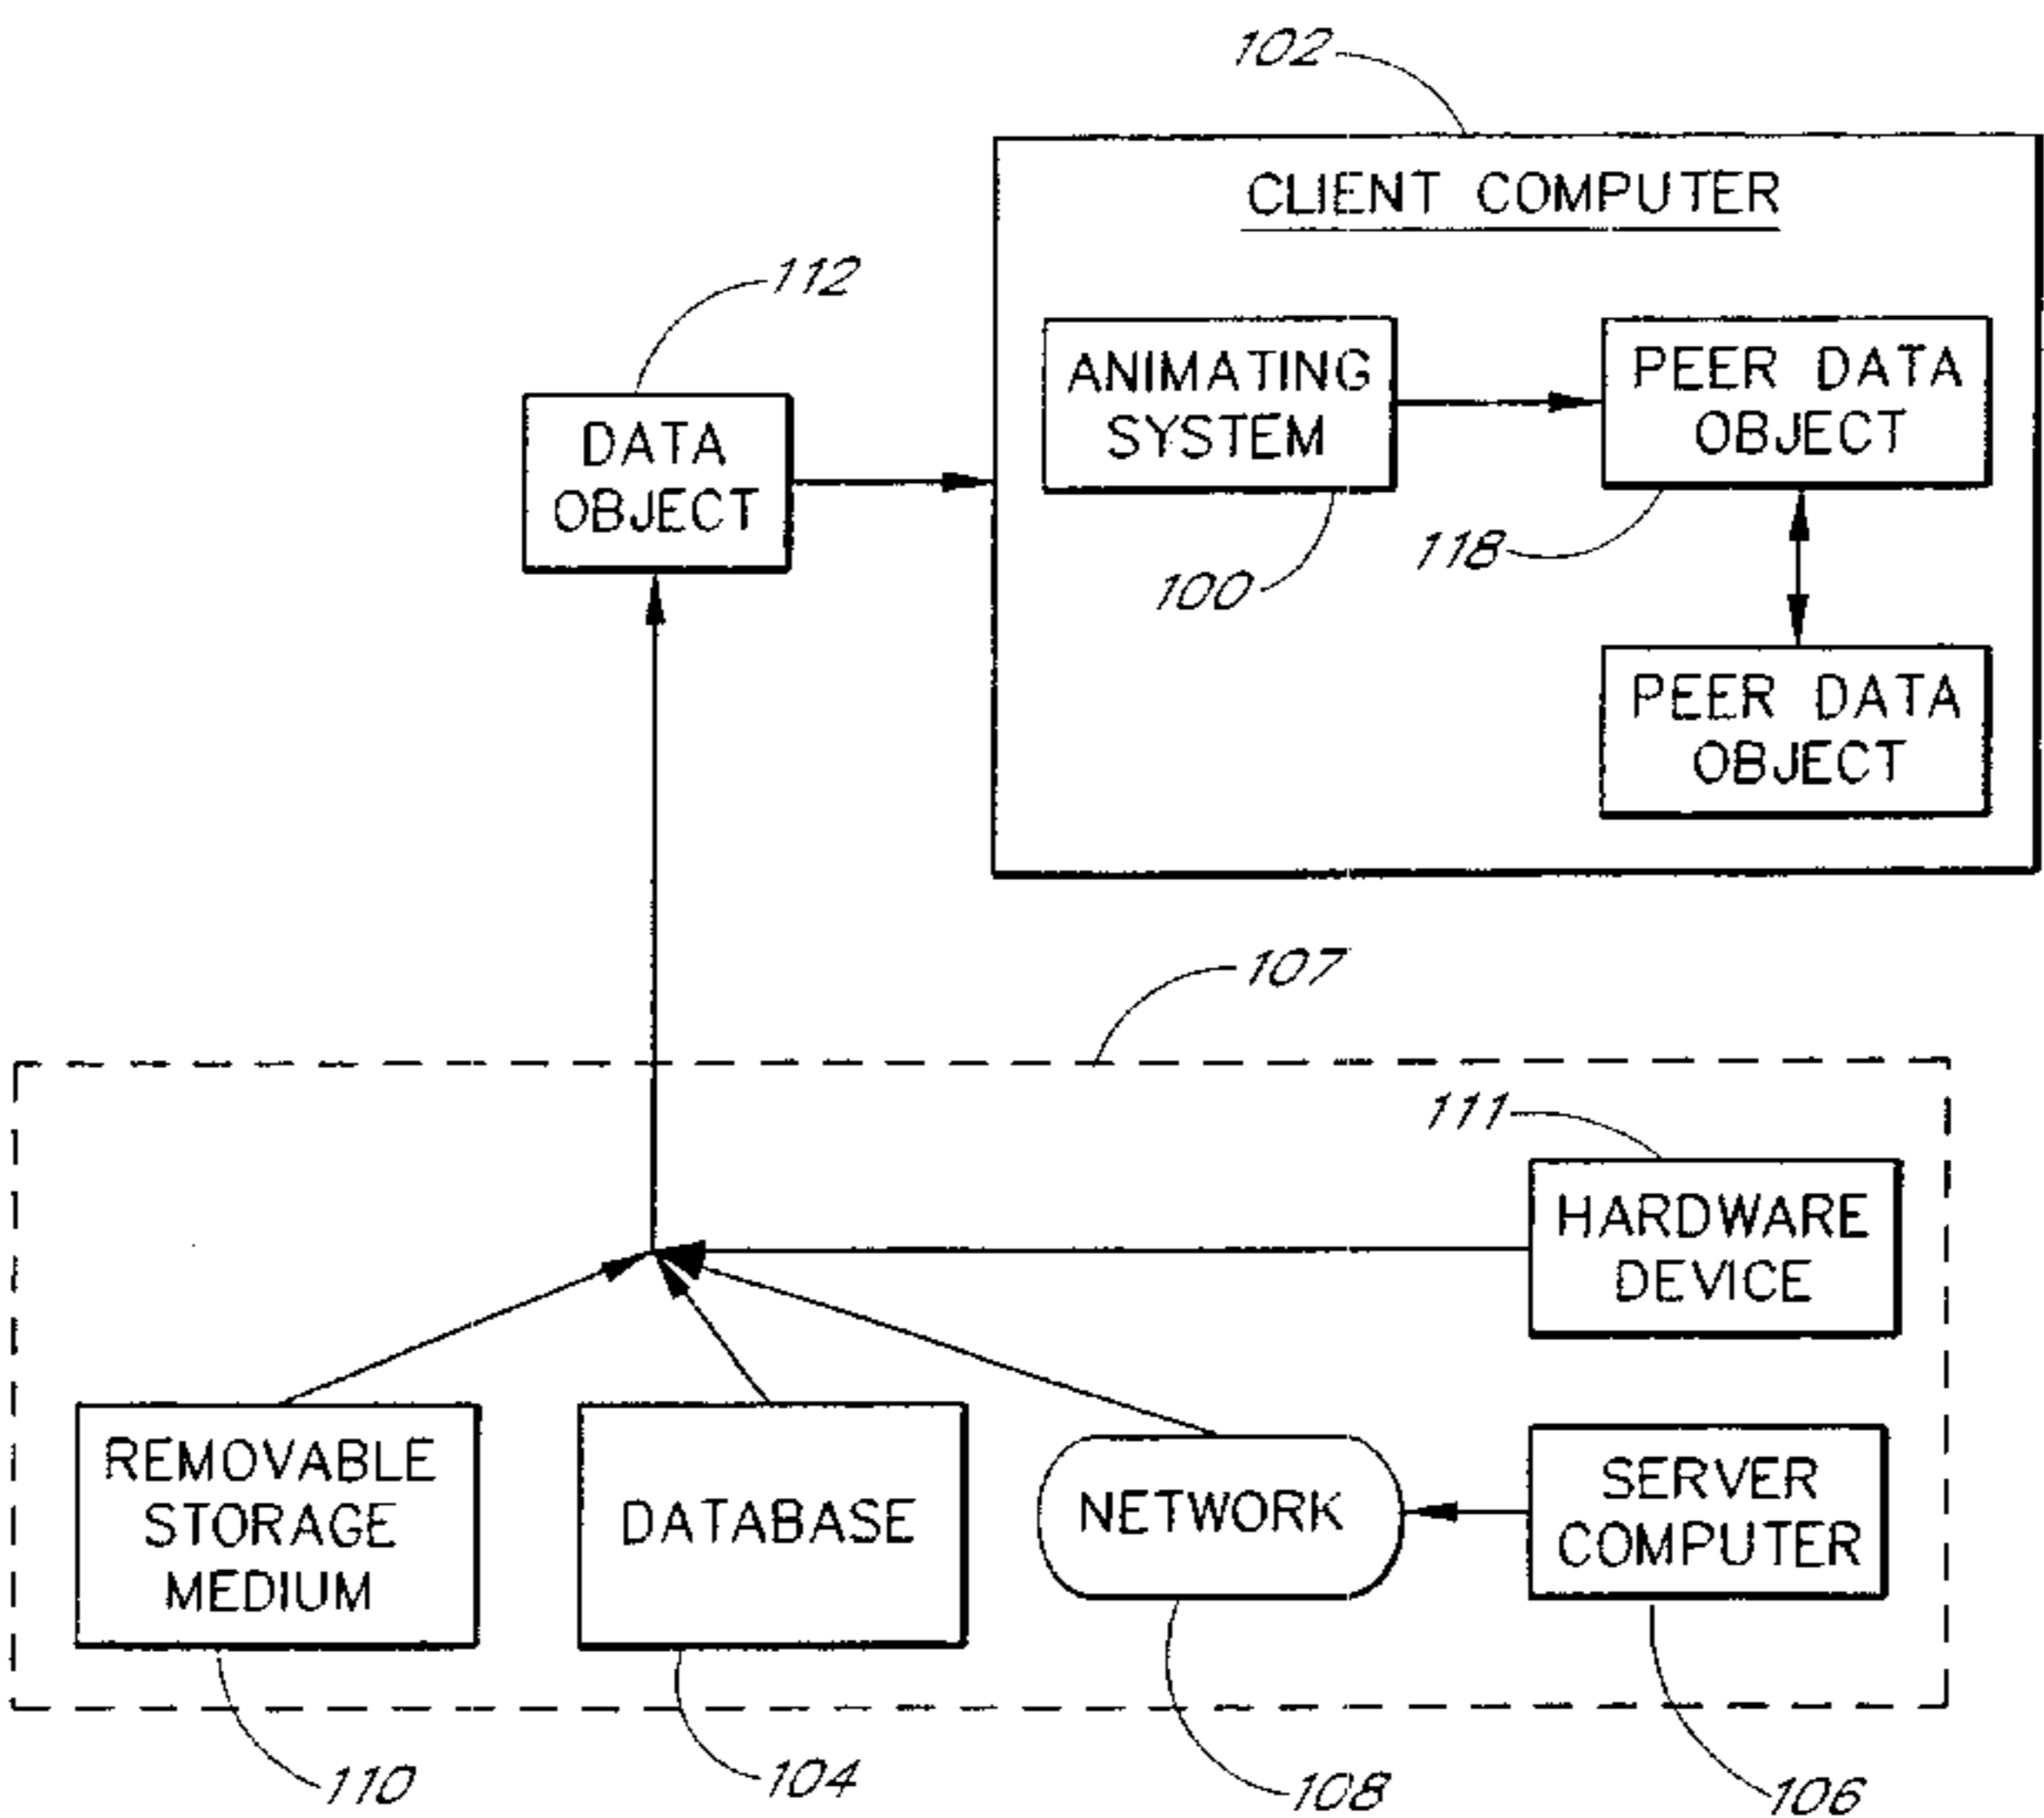 102
CLIENT COMPUTER
112
ANIMATING
SYSTEM
PEER DATA
OBJECT
DATA
OBJECT
118
100
PEER DATA
OBJECT
107
111
HARDWARE
DEVICE
REMOVABLE
STORAGE
MEDIUM
DATABASE
NETWORK
SERVER
COMPUTER
110
104
108
106